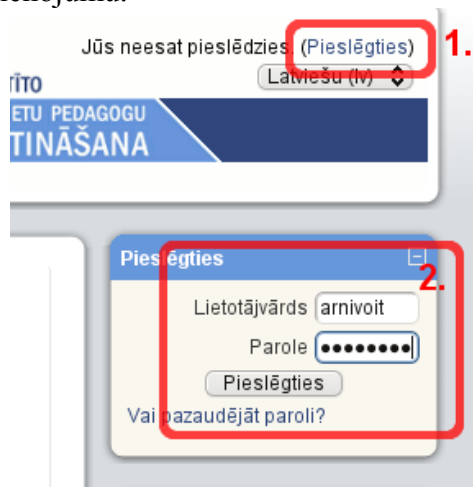 Jūs neesat pieslēdzies. (Pieslēgties)
1.
Latviešu (lv)
TĪTO
ETU PEDAGOGU
TINĀŠANA
Pieslēgties
2.
Lietotājvārds arnivoit
Parole ●●●●●●●●
Pieslēgties
Vai pazaudējāt paroli?